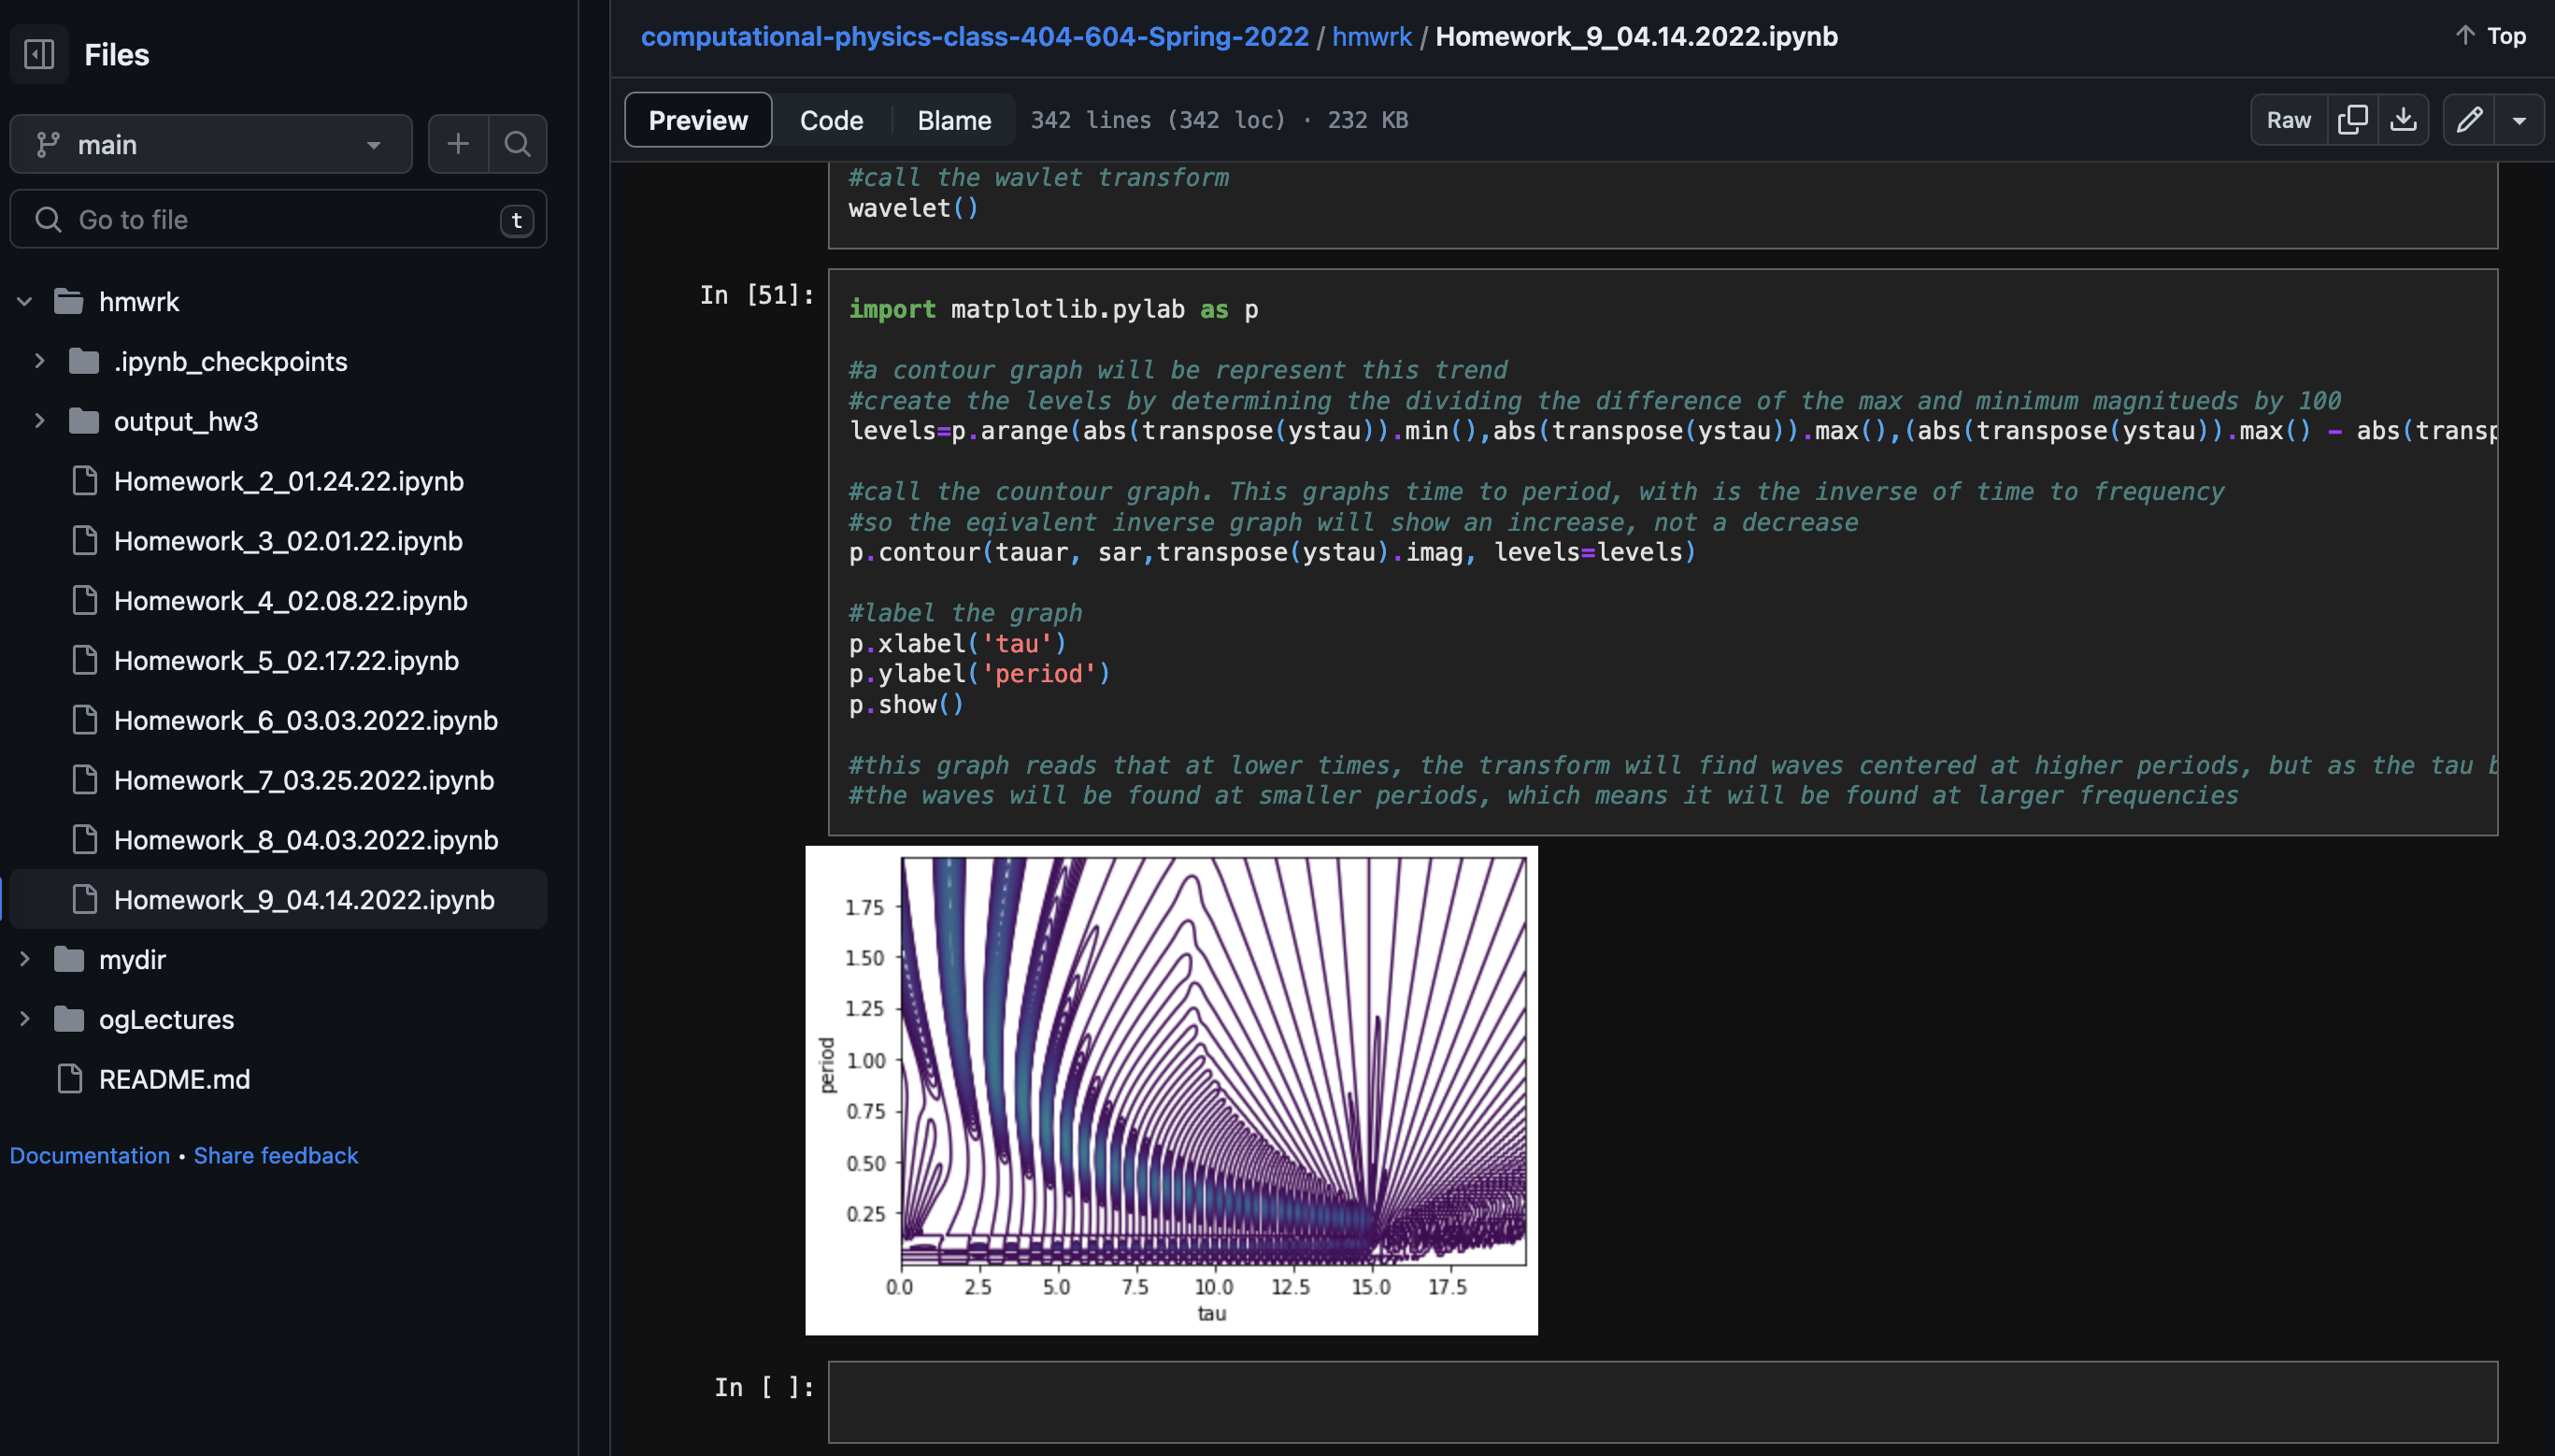 Files
main
Go to file
t
hmwrk
.ipynb_checkpoints
output_hw3
Homework_2_01.24.22.ipynb
Homework_3_02.01.22.ipynb
Homework_4_02.08.22.ipynb
Homework_5_02.17.22.ipynb
Homework_6_03.03.2022.ipynb
Homework_7_03.25.2022.ipynb
Homework_8_04.03.2022.ipynb
Homework_9_04.14.2022.ipynb
mydir
ogLectures
README.md
Documentation • Share feedback
computational-physics-class-404-604-Spring-2022 / hmwrk / Homework_9_04.14.2022.ipynb
Top
Preview Code Blame 342 lines (342 loc) · 232 KB
Raw
#call the wavlet transform
wavelet()
In [51]:
import matplotlib.pylab as p
#a contour graph will be represent this trend
#create the levels by determining the dividing the difference of the max and minimum magnitueds by 100
levels=p.arange(abs(transpose(ystau)).min(),abs(transpose(ystau)).max(),(abs(transpose(ystau)).max() - abs(transp
#call the countour graph. This graphs time to period, with is the inverse of time to frequency
#so the eqivalent inverse graph will show an increase, not a decrease
p.contour(tauar, sar,transpose(ystau).imag, levels=levels)
#label the graph
p.xlabel('tau')
p.ylabel('period')
p.show()
#this graph reads that at lower times, the transform will find waves centered at higher periods, but as the tau b
#the waves will be found at smaller periods, which means it will be found at larger frequencies
period
1.75
1.50
1.25
1.00
0.75
0.50
0.25
0.0 2.5 5.0 7.5 10.0 12.5 15.0 17.5
tau
In [ ]: